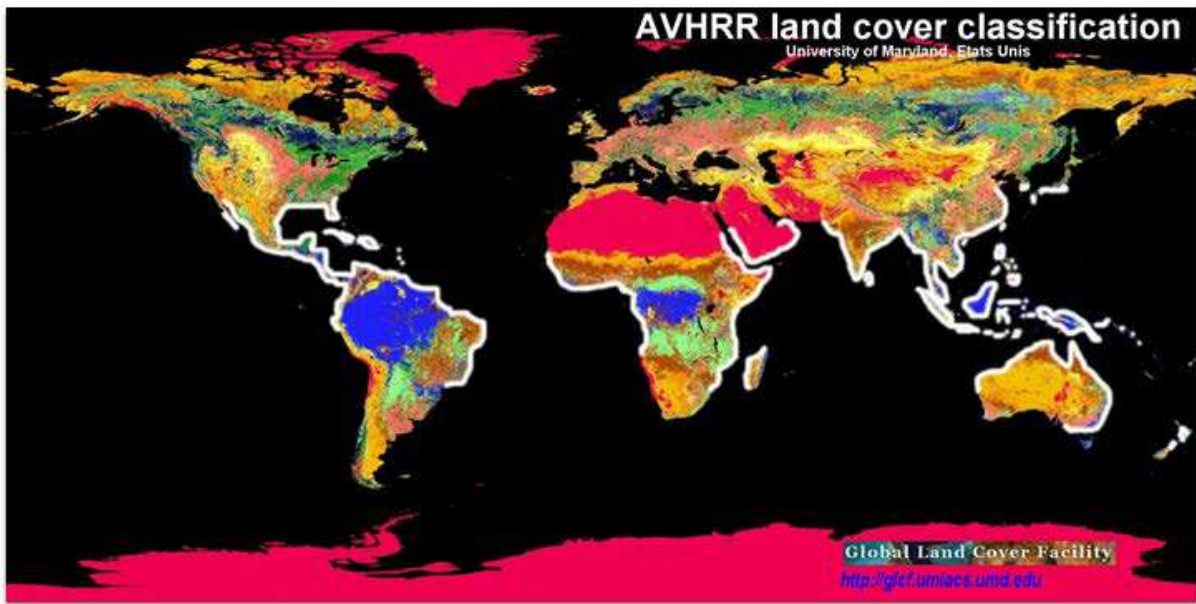 AVHRR land cover classification
University of Maryland, Etats Unis
Global Land Cover Facility
http://glcf.umiacs.umd.edu